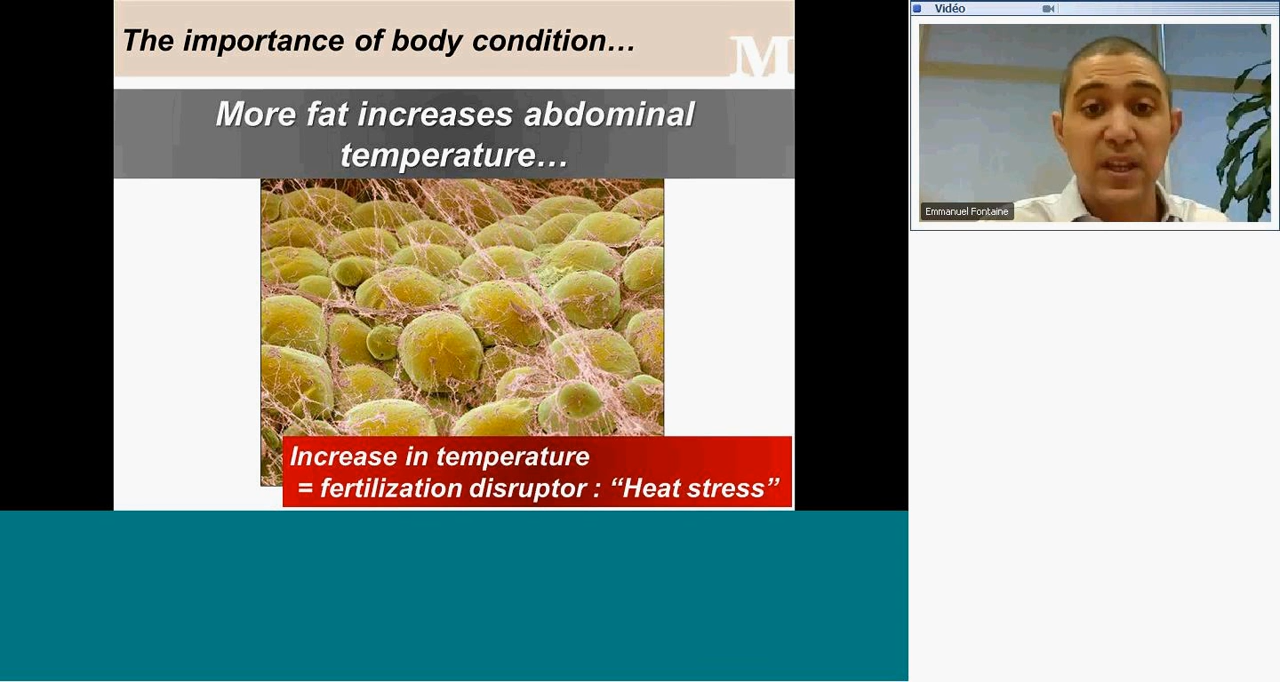 The importance of body condition...
M
More fat increases abdominal
temperature...
Increase in temperature
= fertilization disruptor : “Heat stress”
Vidéo
Emmanuel Fontaine